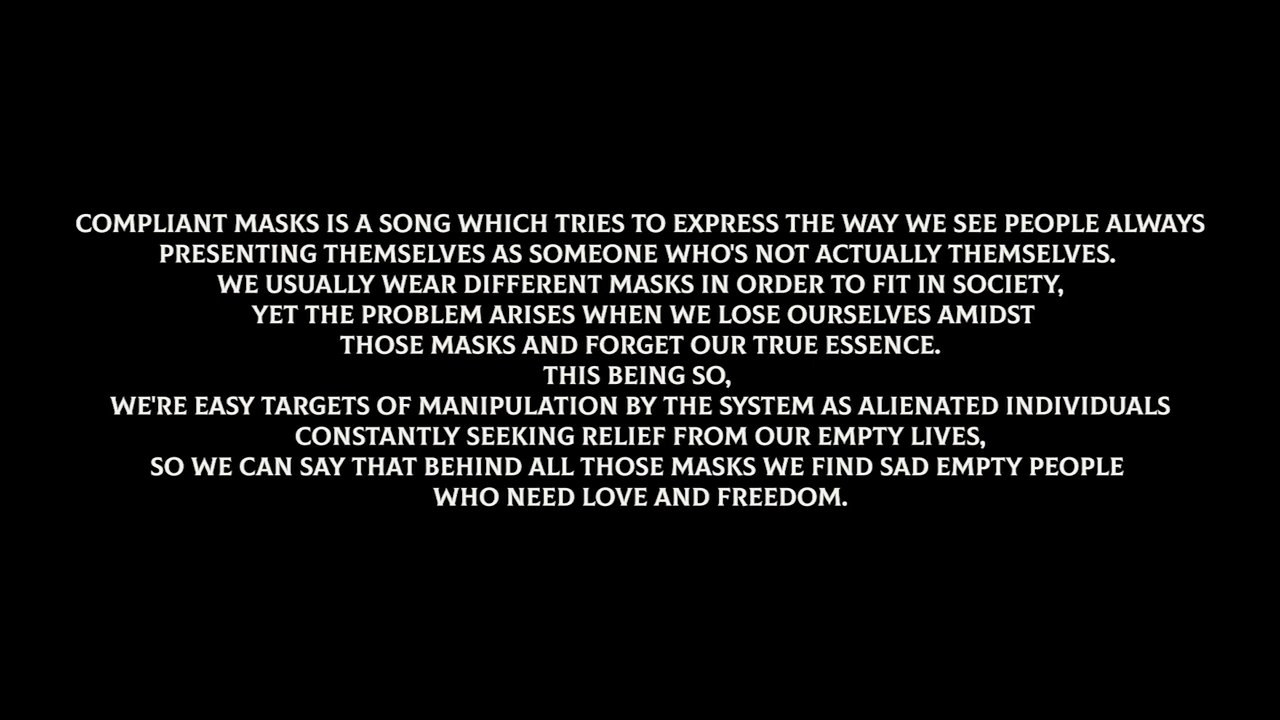 COMPLIANT MASKS IS A SONG WHICH TRIES TO EXPRESS THE WAY WE SEE PEOPLE ALWAYS
PRESENTING THEMSELVES AS SOMEONE WHO'S NOT ACTUALLY THEMSELVES.
WE USUALLY WEAR DIFFERENT MASKS IN ORDER TO FIT IN SOCIETY,
YET THE PROBLEM ARISES WHEN WE LOSE OURSELVES AMIDST
THOSE MASKS AND FORGET OUR TRUE ESSENCE.
THIS BEING SO,
WE'RE EASY TARGETS OF MANIPULATION BY THE SYSTEM AS ALIENATED INDIVIDUALS
CONSTANTLY SEEKING RELIEF FROM OUR EMPTY LIVES,
SO WE CAN SAY THAT BEHIND ALL THOSE MASKS WE FIND SAD EMPTY PEOPLE
WHO NEED LOVE AND FREEDOM.